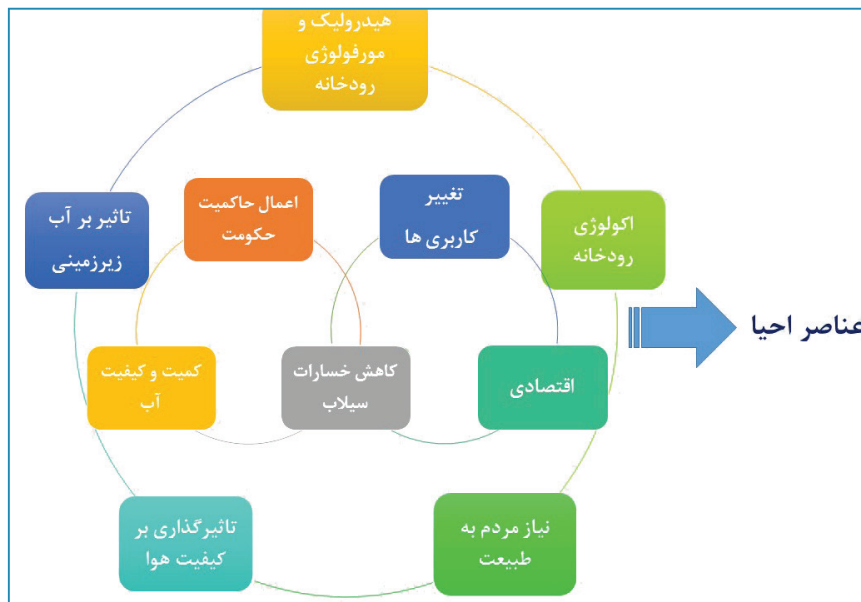 هیدرولیک و
مورفولوژی
رودخانه
تاثیر بر آب
زیرزمینی
اعمال حاکمیت
حکومت
تغییر
کاربری ها
اکولوژی
رودخانه
عناصر احیا
کمیت و کیفیت
آب
کاهش خسارات
سیلاب
اقتصادی
تاثیرگذاری بر
کیفیت هوا
نیاز مردم به
طبیعت